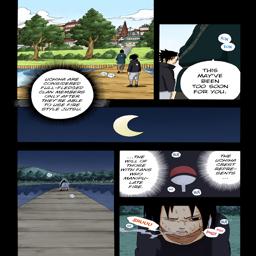 UCHIHA ARE
CONSIDERED
FULL-FLEDGED
CLAN MEMBERS
ONLY AFTER
THEY'RE ABLE
TO USE FIRE
STYLE JUTSU.
THIS
MAY'VE
BEEN
TOO SOON
FOR YOU.
THE
UCHIHA
CREST
REPRE-
SENTS
...THE
WILL OF
THOSE
WITH FANS
WHO
MANIPU-
LATE
FIRE.